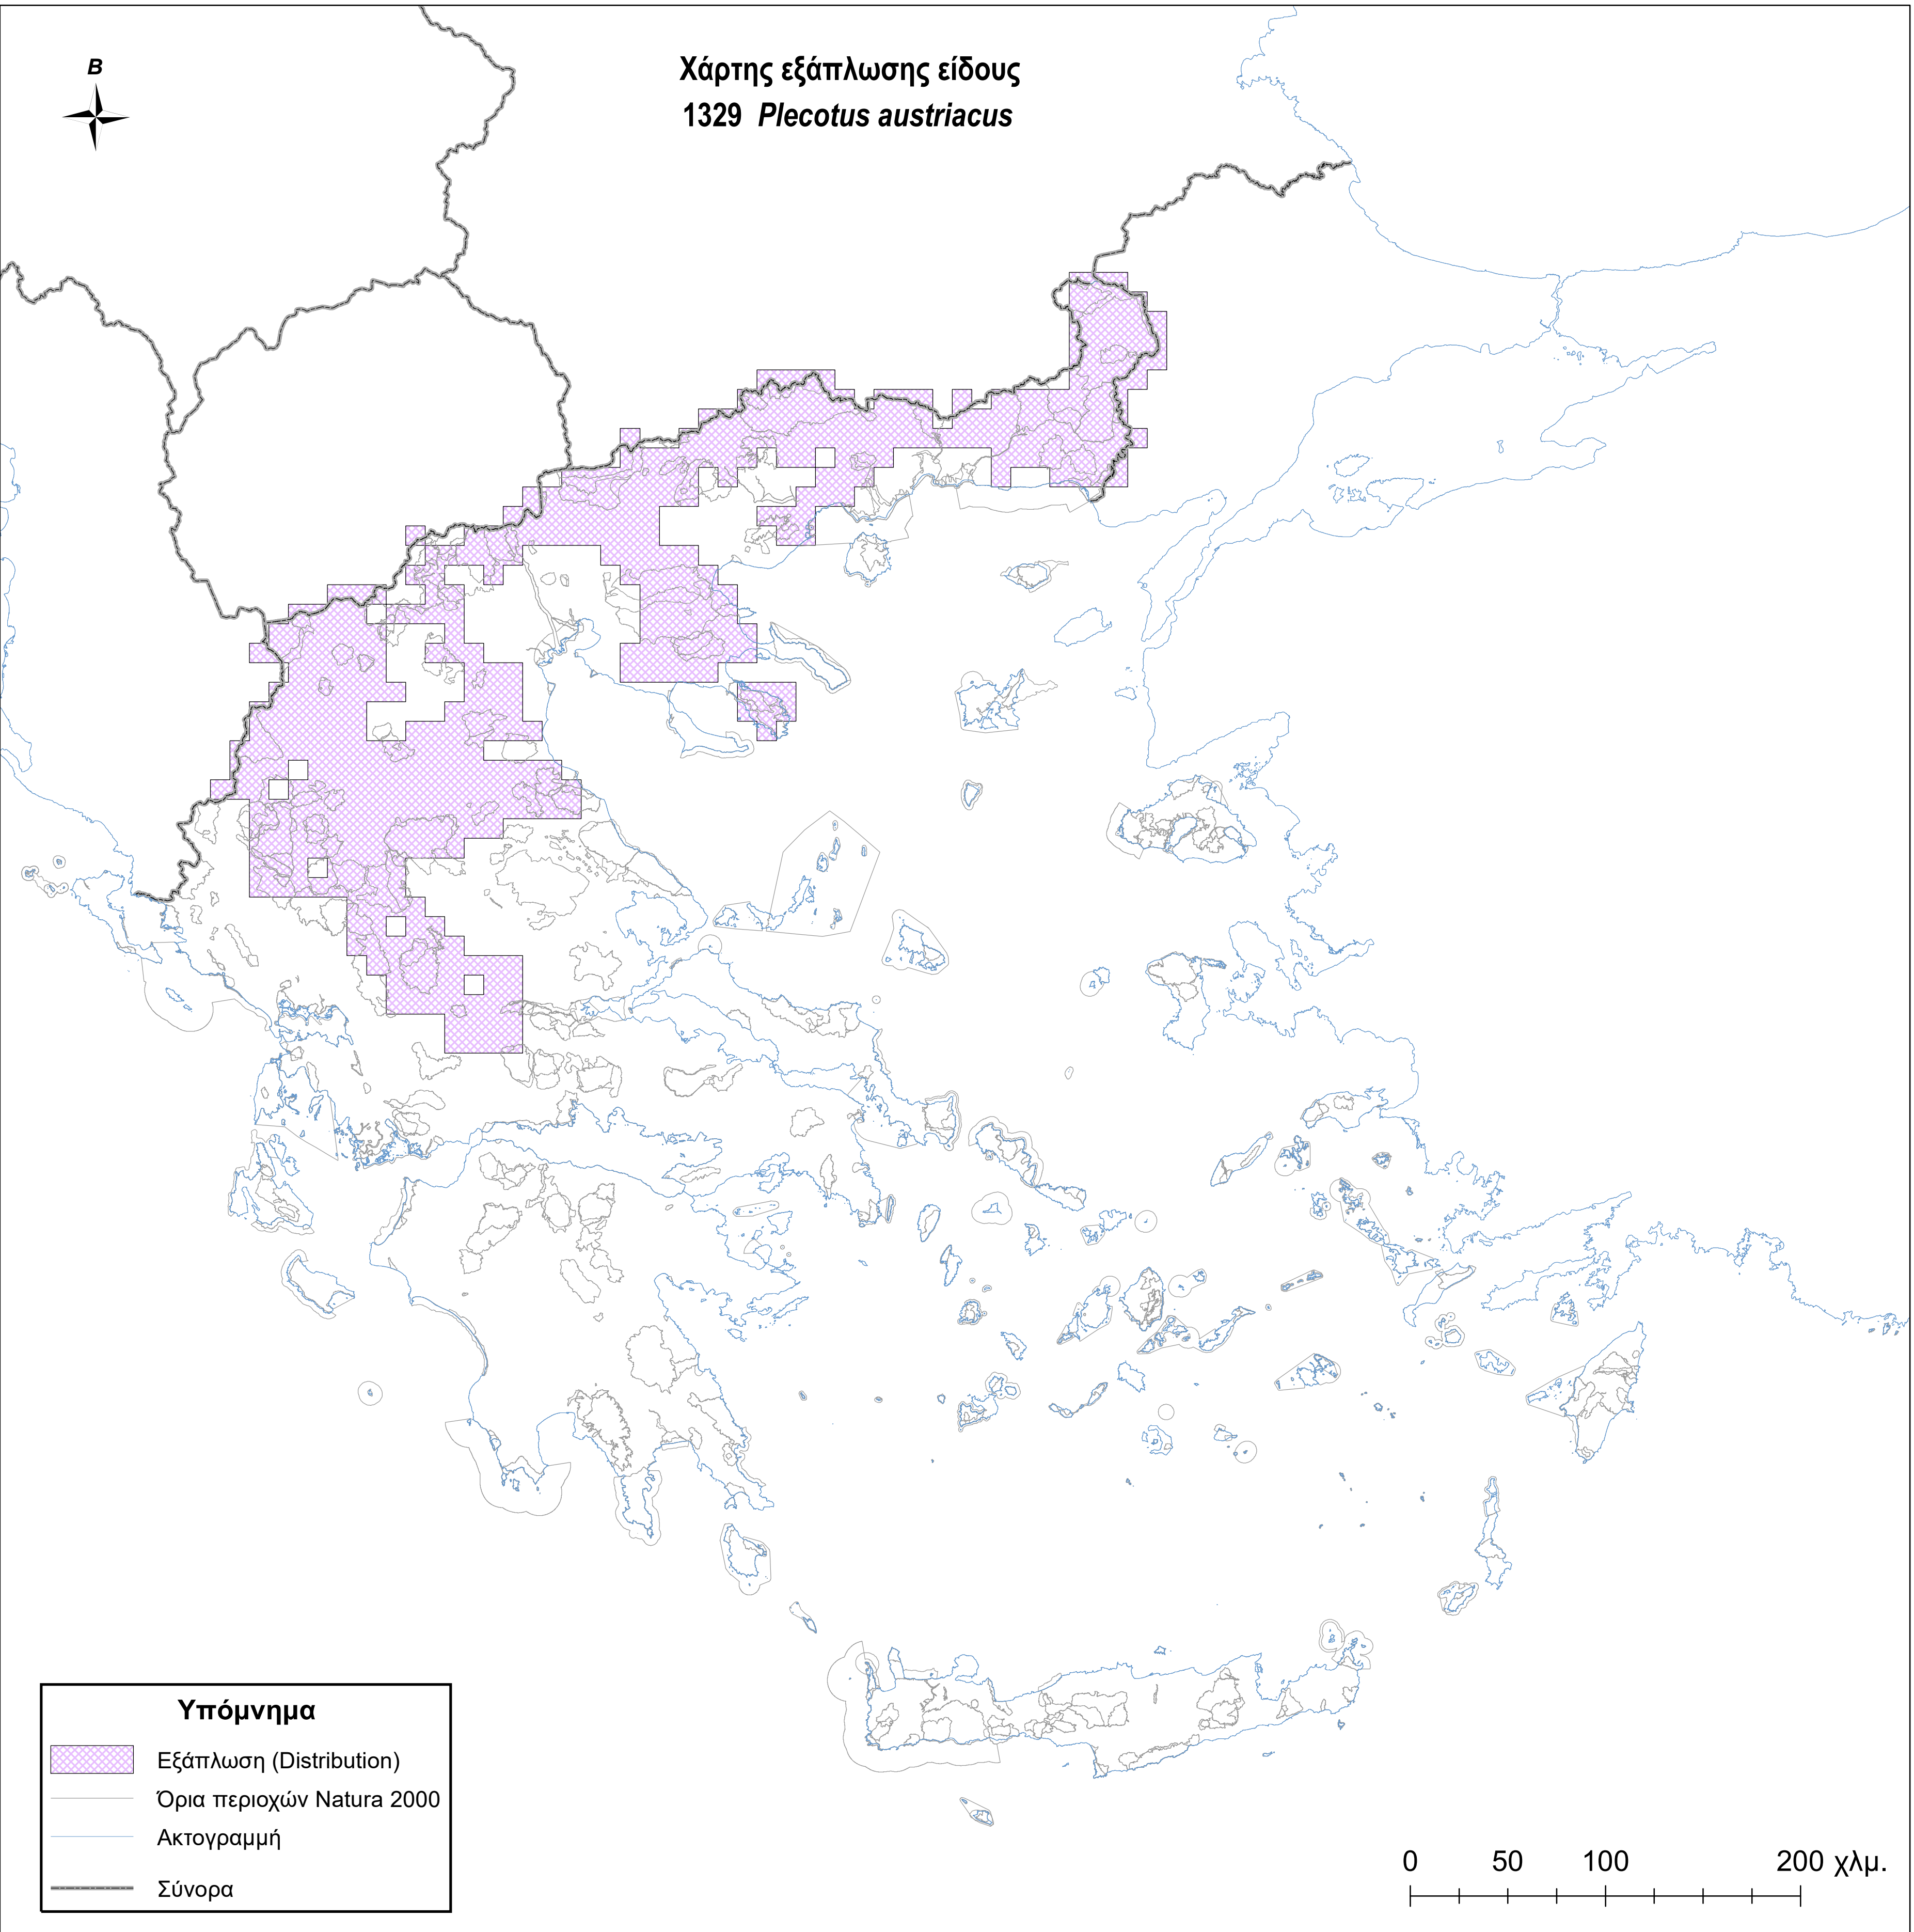 B
Χάρτης εξάπλωσης είδους
1329 Plecotus austriacus
Υπόμνημα
Εξάπλωση (Distribution)
Όρια περιοχών Natura 2000
Ακτογραμμή
Σύνορα
0 50 100 200 χλμ.